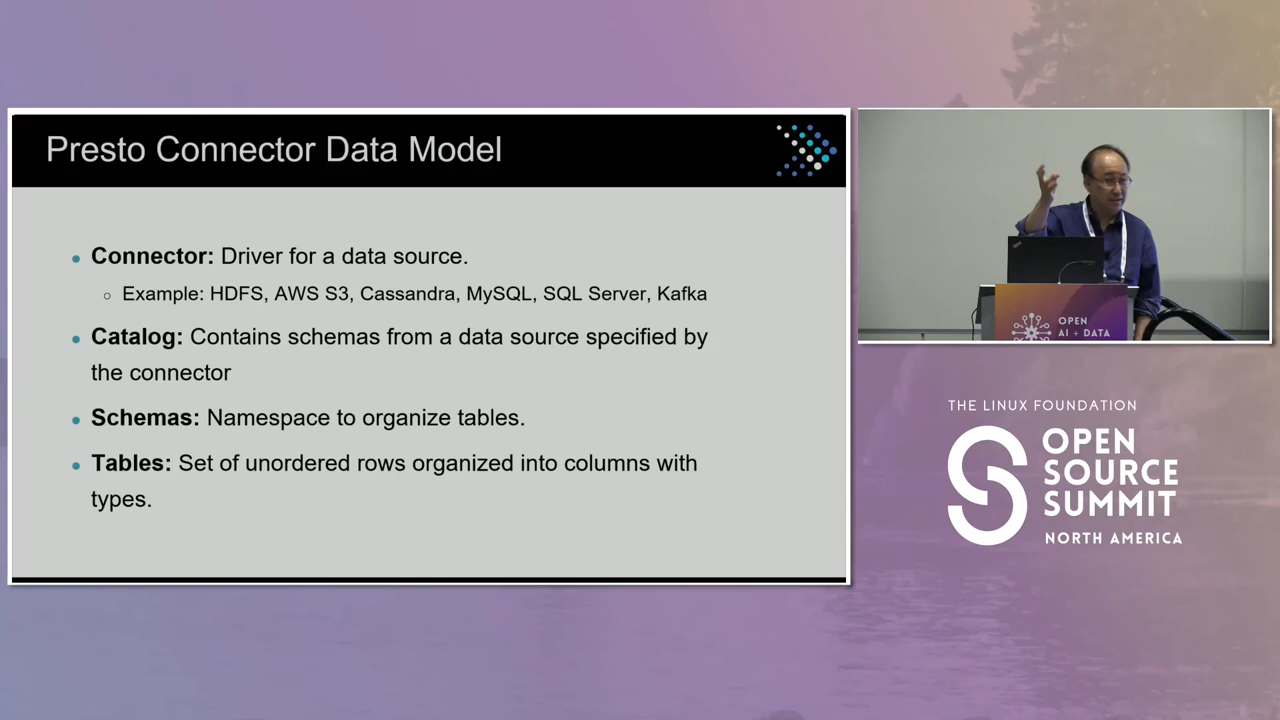 Presto Connector Data Model
• Connector: Driver for a data source.
○ Example: HDFS, AWS S3, Cassandra, MySQL, SQL Server, Kafka
• Catalog: Contains schemas from a data source specified by
the connector
• Schemas: Namespace to organize tables.
• Tables: Set of unordered rows organized into columns with
types.
OPEN
AI + DATA
THE LINUX FOUNDATION
OPEN
SOURCE
SUMMIT
NORTH AMERICA